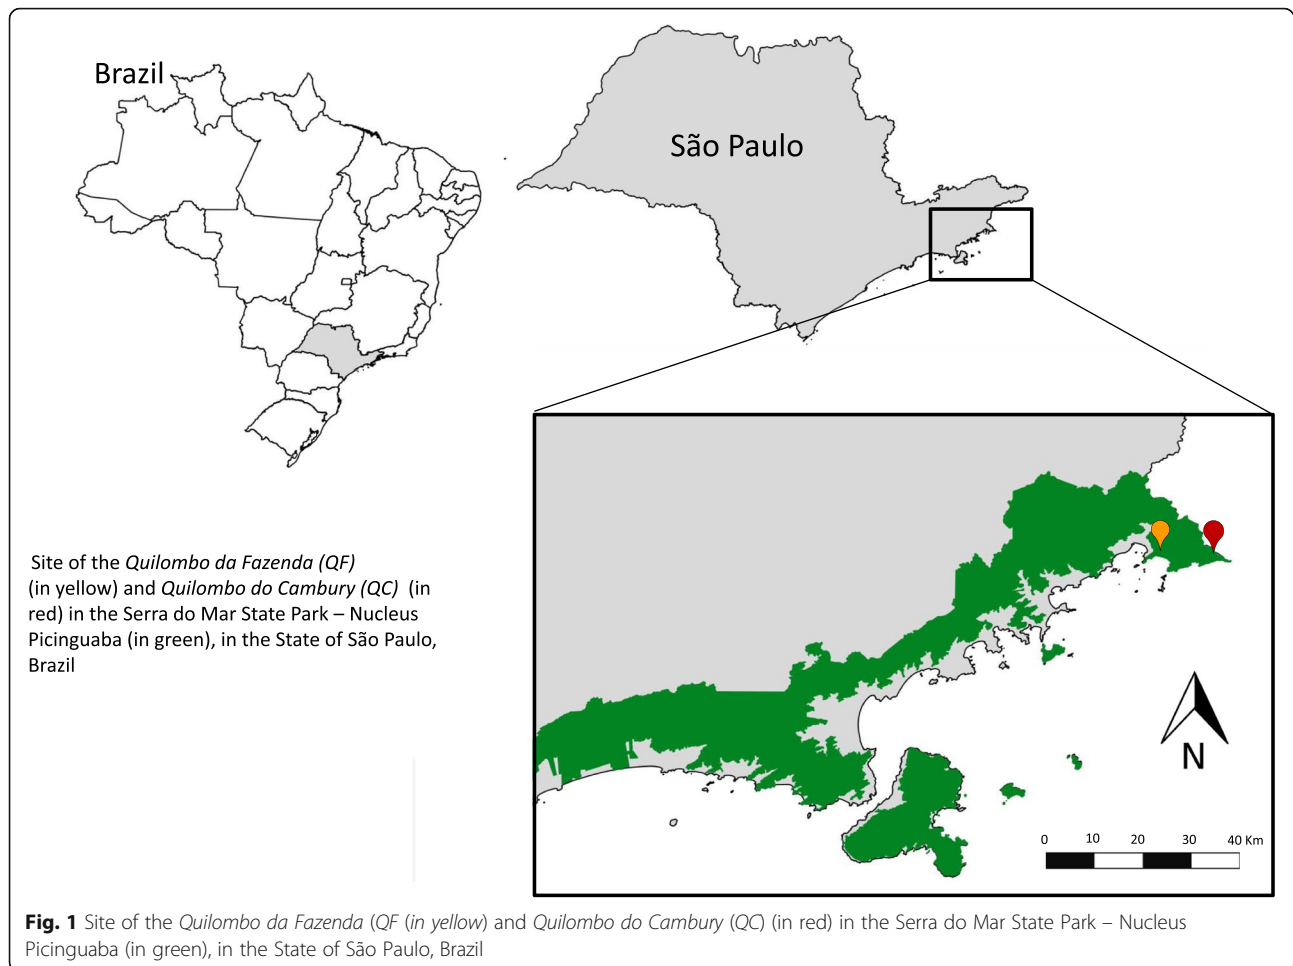 Brazil
São Paulo
Site of the Quilombo da Fazenda (QF)
(in yellow) and Quilombo do Cambury (QC) (in
red) in the Serra do Mar State Park – Nucleus
Picinguaba (in green), in the State of São Paulo,
Brazil
N
0 10 20 30 40 Km
Fig. 1 Site of the Quilombo da Fazenda (QF (in yellow) and Quilombo do Cambury (QC) (in red) in the Serra do Mar State Park – Nucleus
Picinguaba (in green), in the State of São Paulo, Brazil